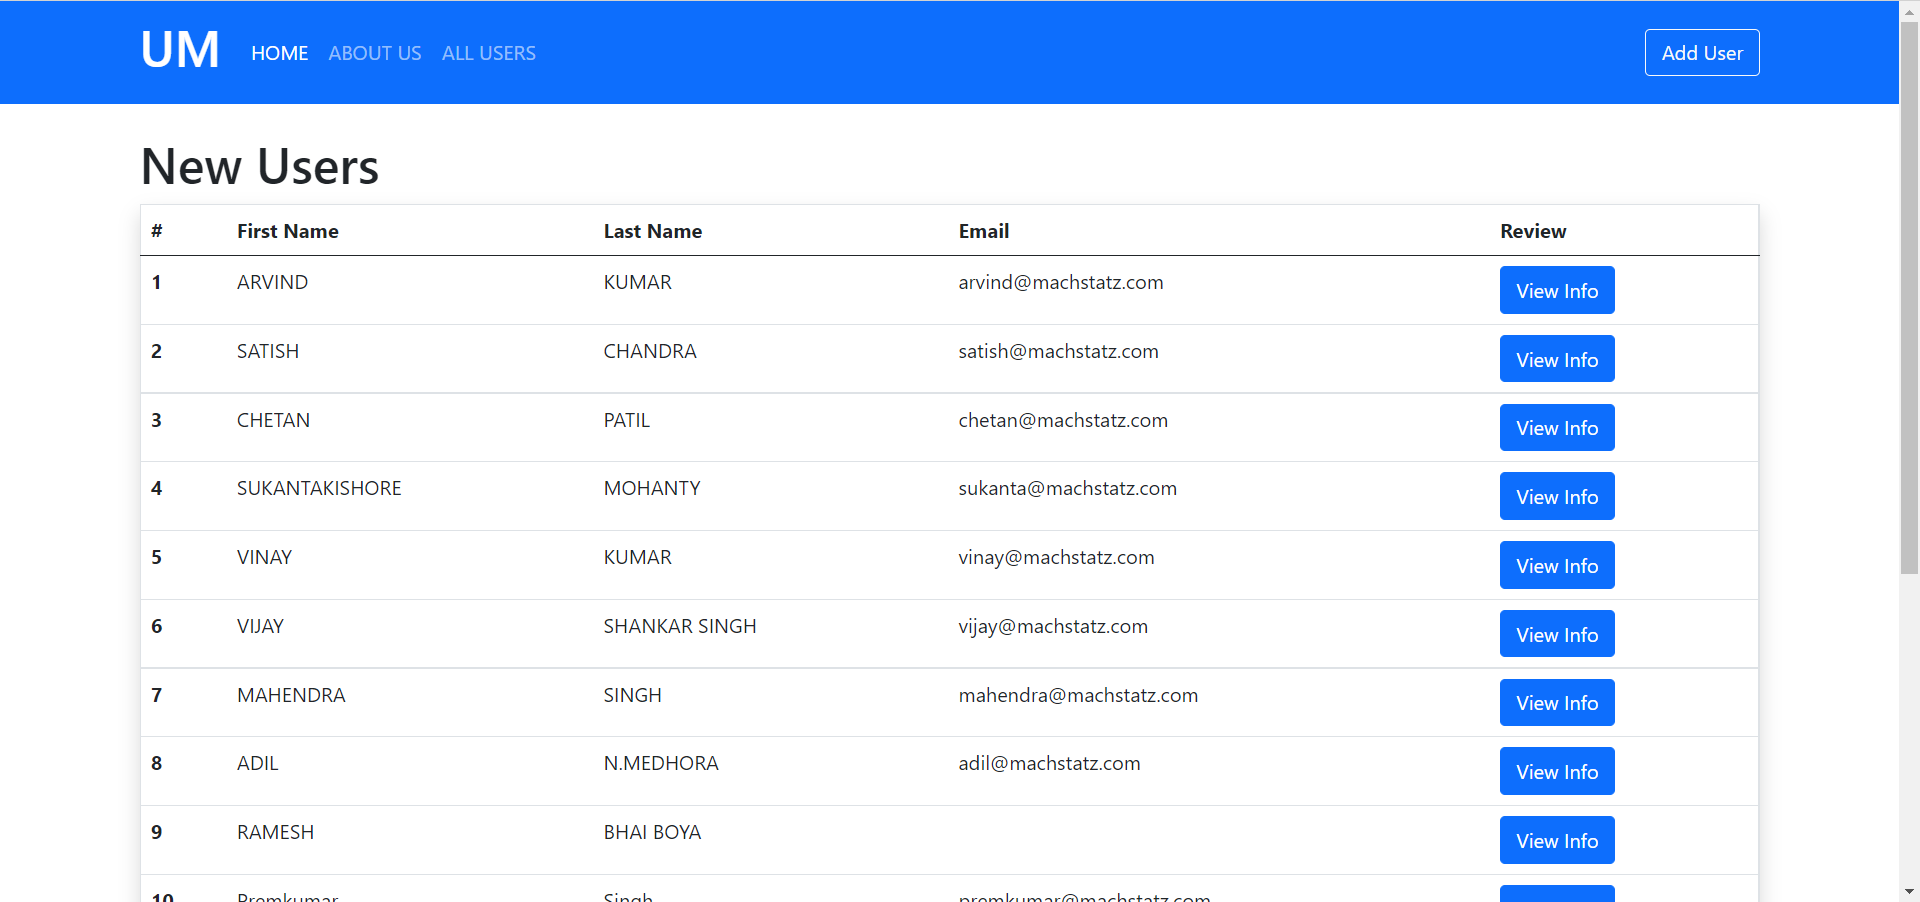 UM HOME ABOUT US ALL USERS Add User
New Users
# First Name Last Name Email Review
1 ARVIND KUMAR arvind@machstatz.com View Info
2 SATISH CHANDRA satish@machstatz.com View Info
3 CHETAN PATIL chetan@machstatz.com View Info
4 SUKANTAKISHORE MOHANTY sukanta@machstatz.com View Info
5 VINAY KUMAR vinay@machstatz.com View Info
6 VIJAY SHANKAR SINGH vijay@machstatz.com View Info
7 MAHENDRA SINGH mahendra@machstatz.com View Info
8 ADIL N.MEDHORA adil@machstatz.com View Info
9 RAMESH BHAI BOYA View Info
10 Premkumar Singh premkumar@machstatz.com